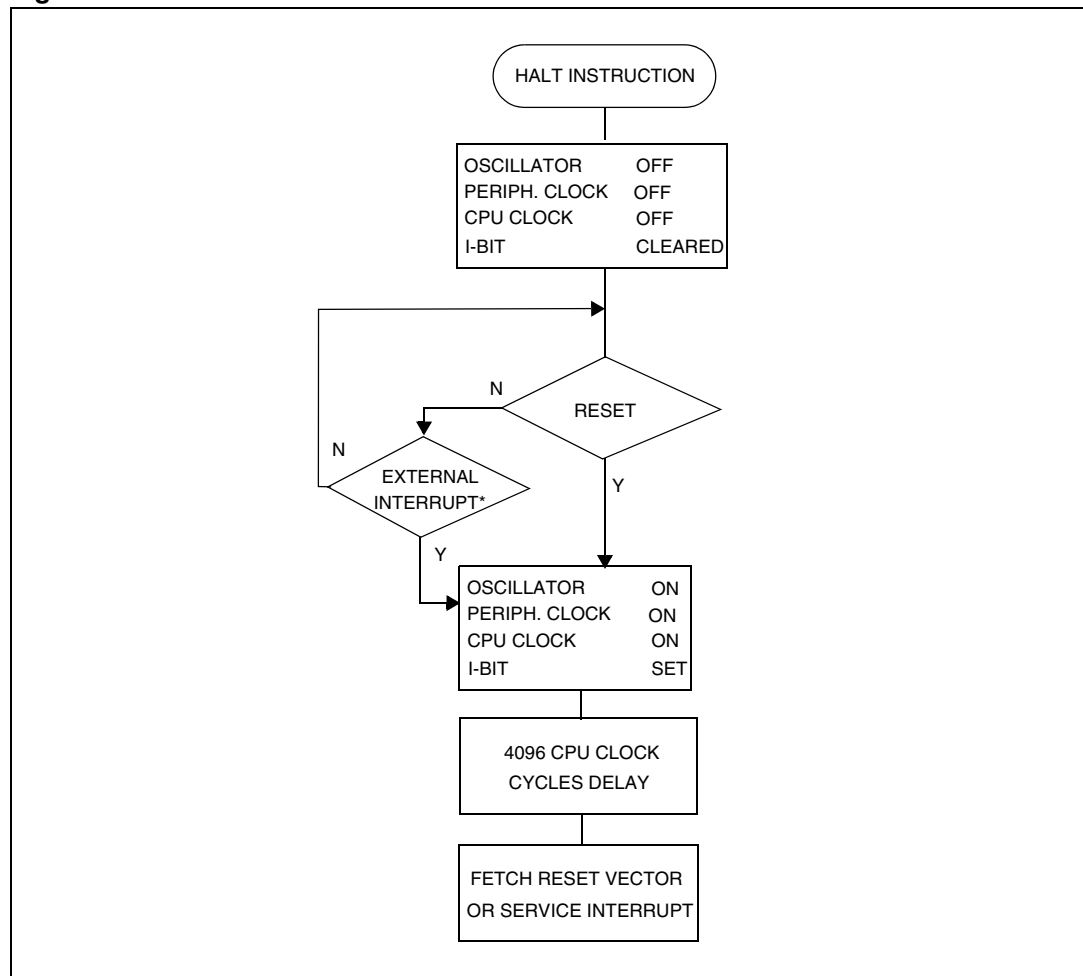 HALT INSTRUCTION
OSCILLATOR OFF
PERIPH. CLOCK OFF
CPU CLOCK OFF
I-BIT CLEARED
N
RESET
N
EXTERNAL
INTERRUPT*
Y
Y
OSCILLATOR ON
PERIPH. CLOCK ON
CPU CLOCK ON
I-BIT SET
4096 CPU CLOCK
CYCLES DELAY
FETCH RESET VECTOR
OR SERVICE INTERRUPT